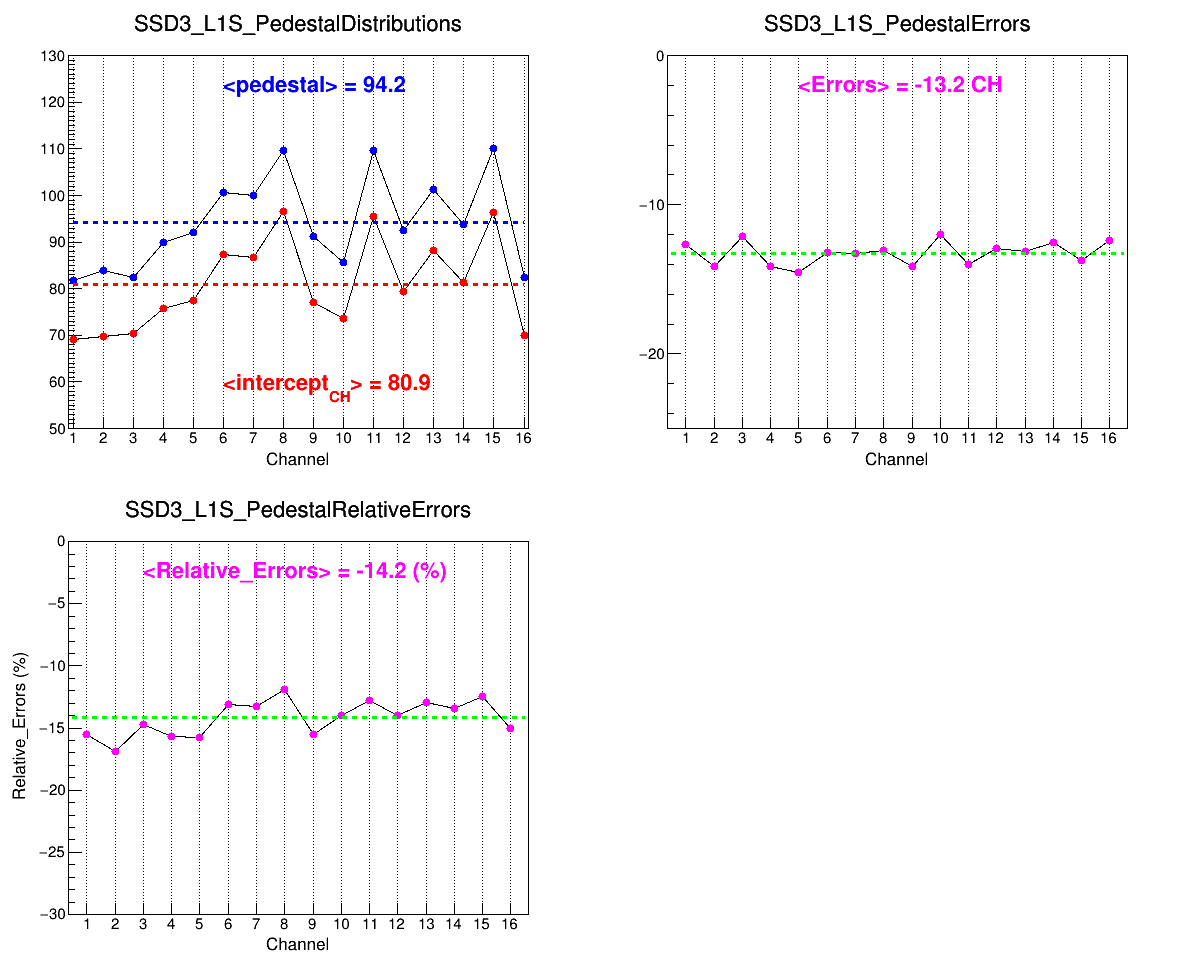 SSD3_L1S_PedestalDistributions
130
120
110
100
90
80
70
60
50
<pedestal> = 94.2
<intercept_CH> = 80.9
1 2 3 4 5 6 7 8 9 10 11 12 13 14 15 16
Channel
SSD3_L1S_PedestalErrors
0
−10
−20
<Errors> = -13.2 CH
1 2 3 4 5 6 7 8 9 10 11 12 13 14 15 16
Channel
SSD3_L1S_PedestalRelativeErrors
Relative_Errors (%)
0
−5
−10
−15
−20
−25
−30
<Relative_Errors> = -14.2 (%)
1 2 3 4 5 6 7 8 9 10 11 12 13 14 15 16
Channel